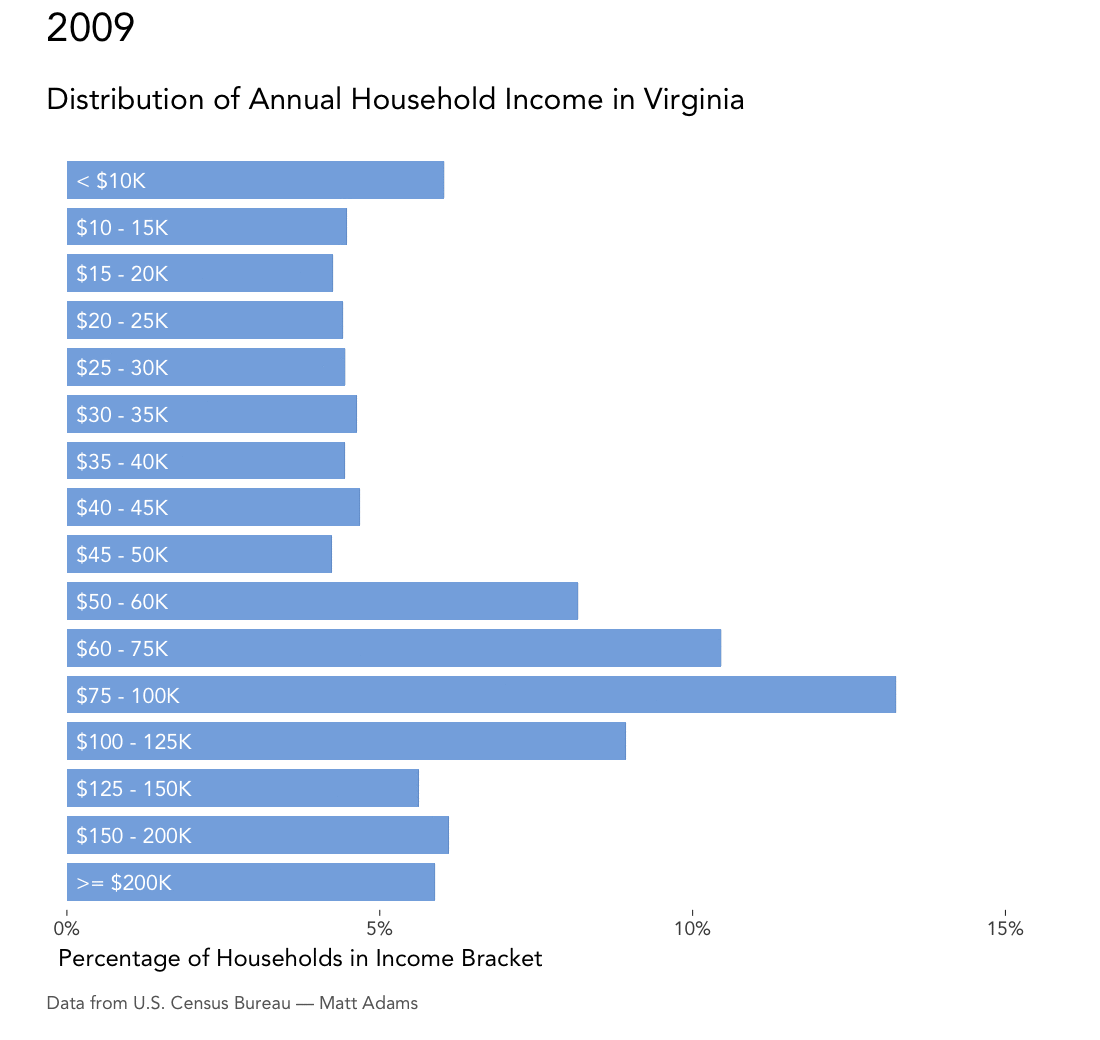 2009
Distribution of Annual Household Income in Virginia
< $10K
$10 - 15K
$15 - 20K
$20 - 25K
$25 - 30K
$30 - 35K
$35 - 40K
$40 - 45K
$45 - 50K
$50 - 60K
$60 - 75K
$75 - 100K
$100 - 125K
$125 - 150K
$150 - 200K
>= $200K
0% 5% 10% 15%
Percentage of Households in Income Bracket
Data from U.S. Census Bureau — Matt Adams